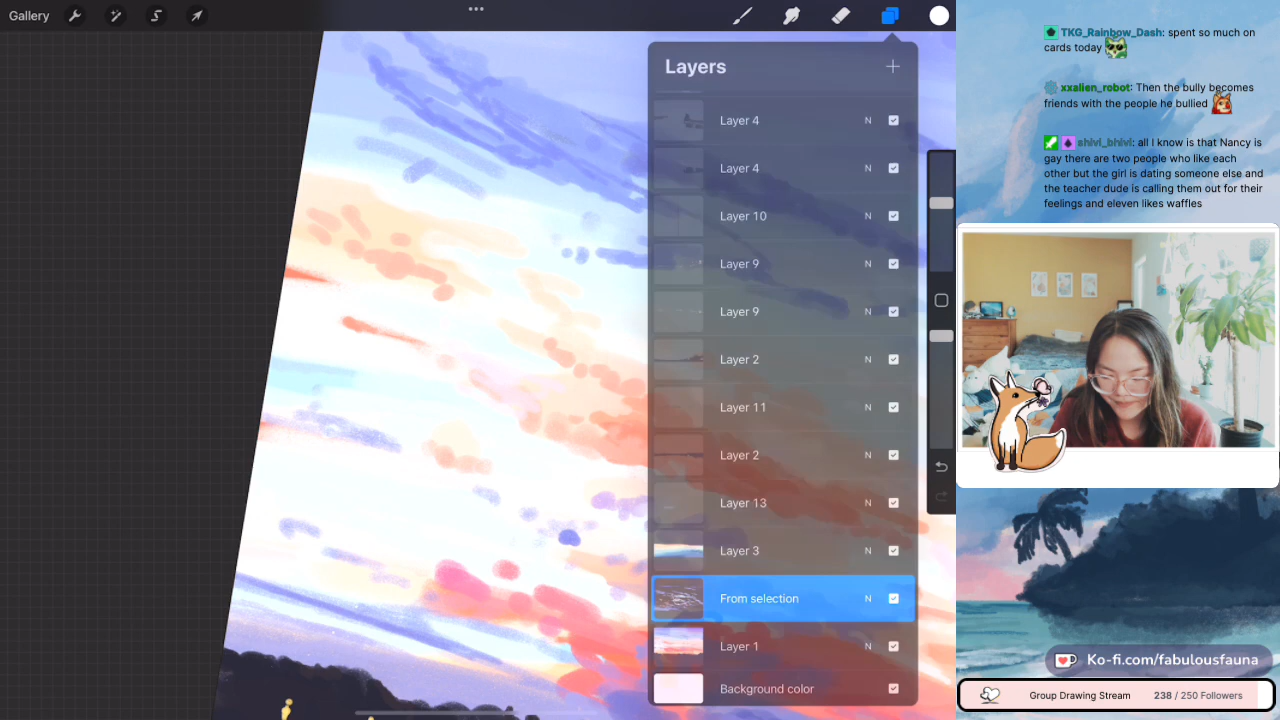 Gallery
Layers
Layer 4 N
Layer 4 N
Layer 10 N
Layer 9 N
Layer 9 N
Layer 2 N
Layer 11 N
Layer 2 N
Layer 13 N
Layer 3 N
From selection N
Layer 1 N
Background color
TKG_Rainbow_Dash: spent so much on
cards today
xxalien_robot: Then the bully becomes
friends with the people he bullied
shivi_bhivi: all I know is that Nancy is
gay there are two people who like each
other but the girl is dating someone else and
the teacher dude is calling them out for their
feelings and eleven likes waffles
Ko-fi.com/fabulousfauna
Group Drawing Stream 238 / 250 Followers